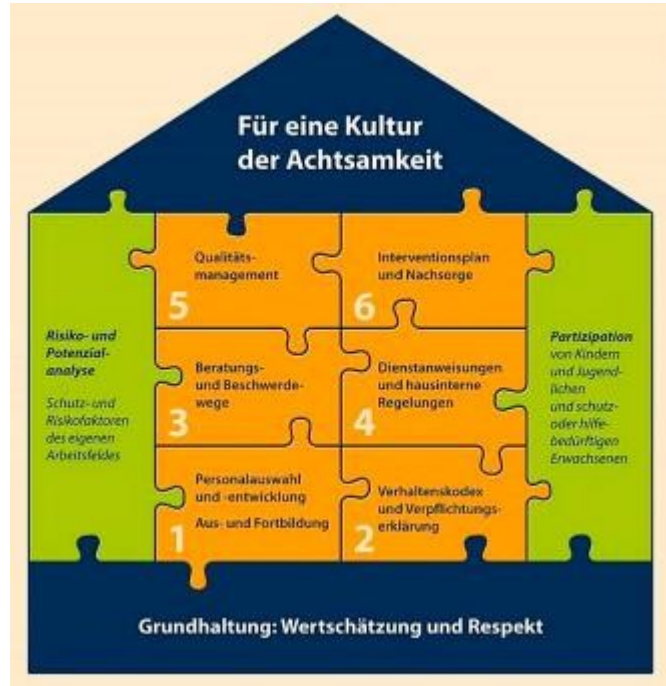 Für eine Kultur
der Achtsamkeit
Risiko- und
Potenzial-
analyse
Schutz- und
Risikofaktoren
des eigenen
Arbeitsfeldes
Qualitäts-
management
5
Interventionsplan
und Nachsorge
6
Beratungs-
und Beschwerde-
wege
3
Dienstanweisungen
und hausinterne
Regelungen
4
Personalauswahl
und -entwicklung
Aus- und Fortbildung
1
Verhaltenskodex
und Verpflichtungs-
erklärung
2
Partizipation
von Kindern
und Jugend-
lichen
und schutz-
oder hilfe-
bedürftigen
Erwachsenen
Grundhaltung: Wertschätzung und Respekt